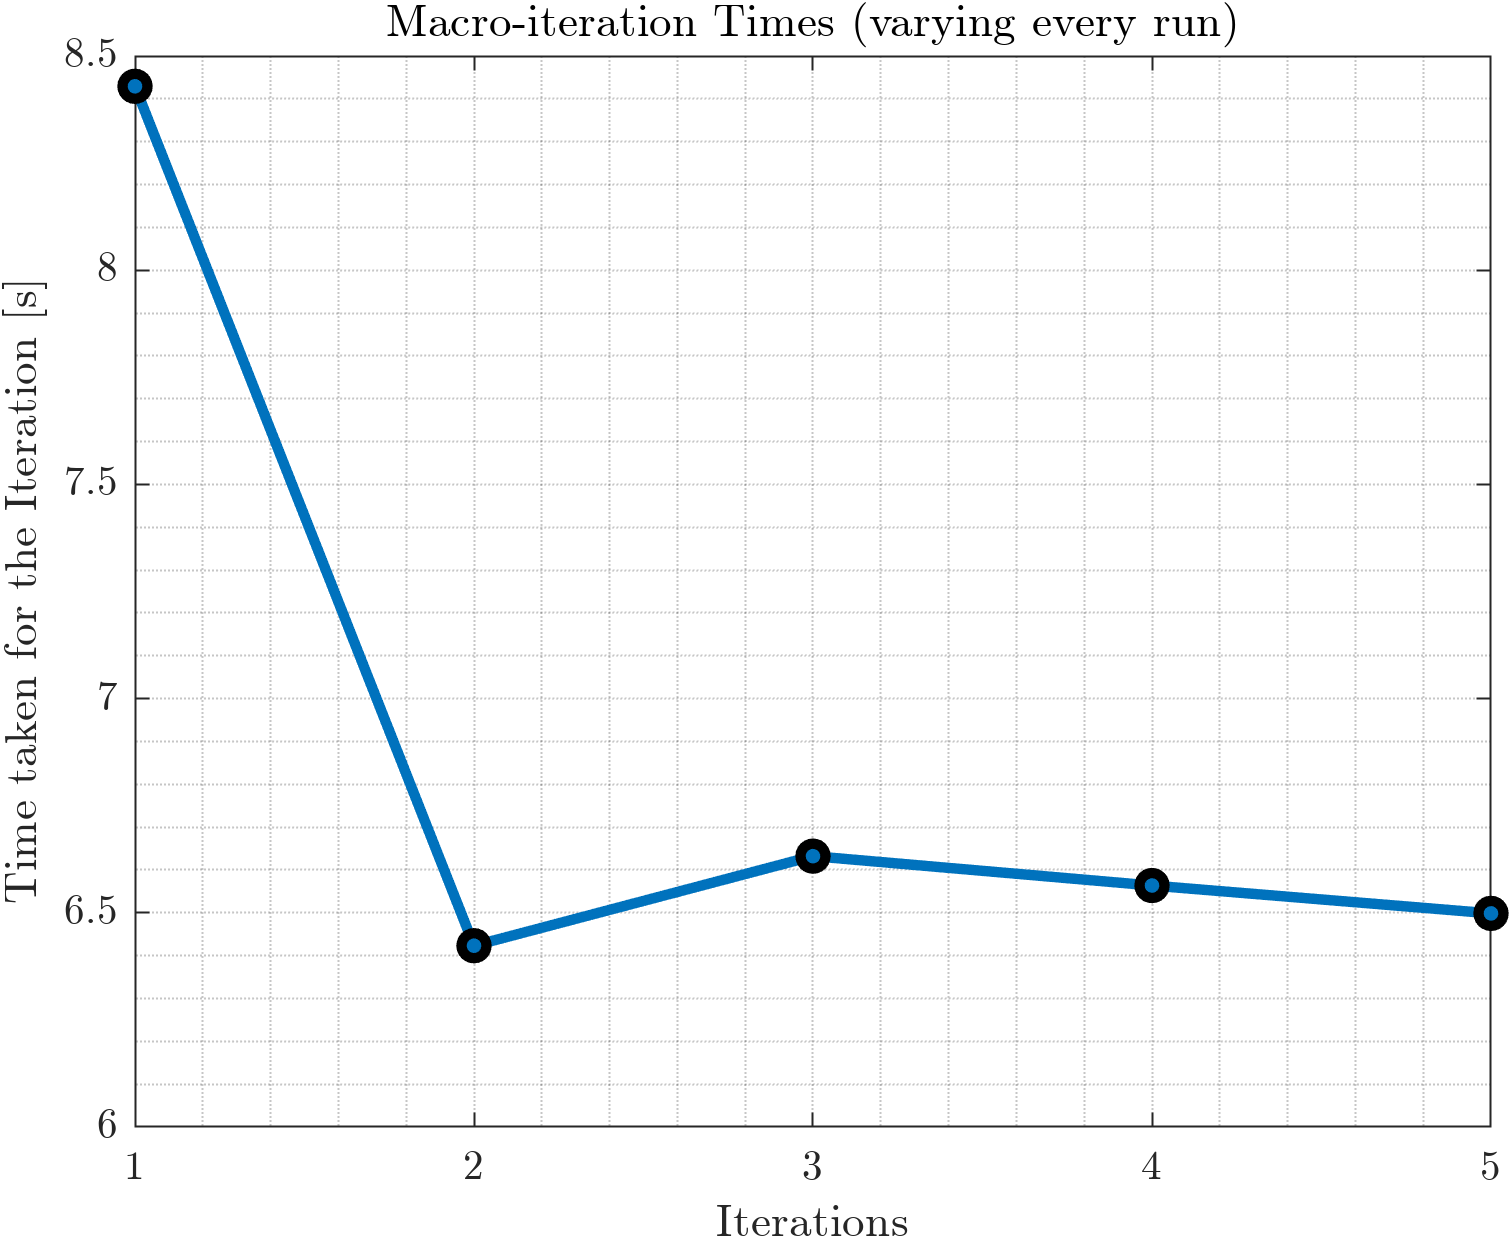 Macro-iteration Times (varying every run)
8.5
8
7.5
7
6.5
6
Time taken for the Iteration [s]
1 2 3 4 5
Iterations